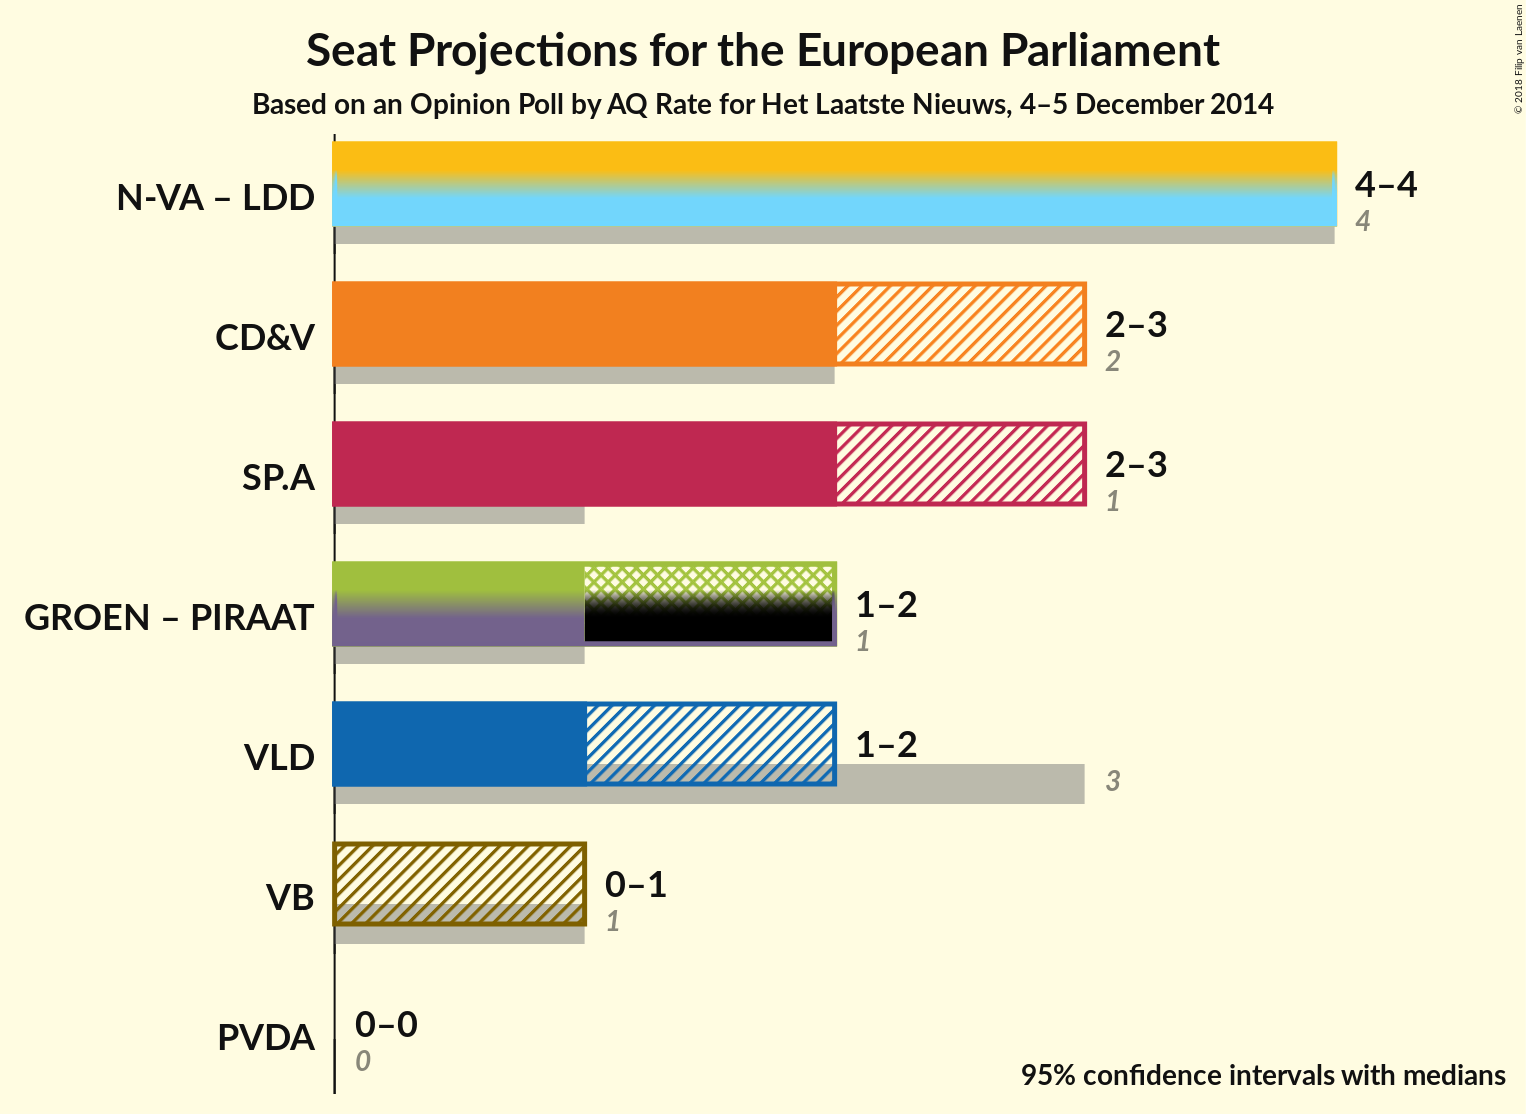 Seat Projections for the European Parliament
Based on an Opinion Poll by AQ Rate for Het Laatste Nieuws, 4–5 December 2014
© 2018 Filip van Laenen
N-VA – LDD
4–4
4
CD&V
2–3
2
SP.A
2–3
1
GROEN – PIRAAT
1–2
1
VLD
1–2
3
VB
0–1
1
PVDA
0–0
0
95% confidence intervals with medians